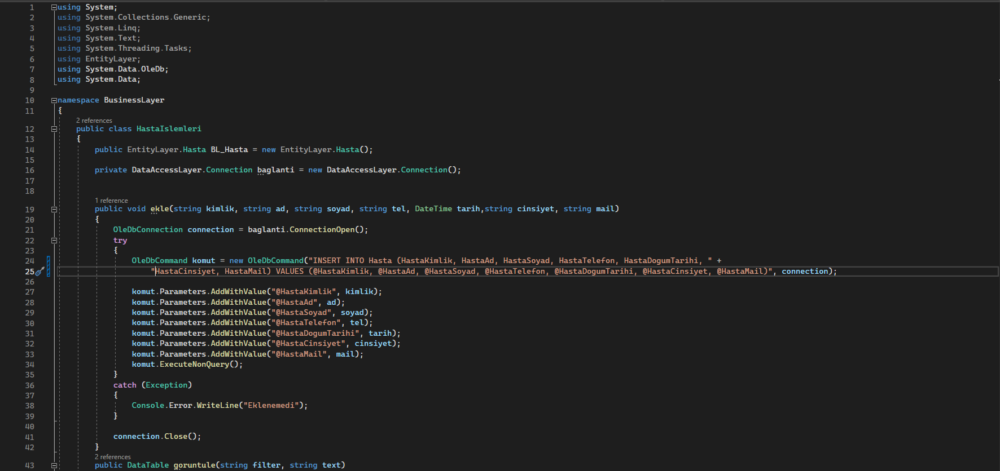 1 using System;
2 using System.Collections.Generic;
3 using System.Linq;
4 using System.Text;
5 using System.Threading.Tasks;
6 using EntityLayer;
7 using System.Data.OleDb;
8 using System.Data;
9
10 namespace BusinessLayer
11 {
2 references
12 public class HastaIslemleri
13 {
14 public EntityLayer.Hasta BL_Hasta = new EntityLayer.Hasta();
15
16 private DataAccessLayer.Connection baglanti = new DataAccessLayer.Connection();
17
18
1 reference
19 public void ekle(string kimlik, string ad, string soyad, string tel, DateTime tarih,string cinsiyet, string mail)
20 {
21 OleDbConnection connection = baglanti.ConnectionOpen();
22 try
23 {
24 OleDbCommand komut = new OleDbCommand("INSERT INTO Hasta (HastaKimlik, HastaAd, HastaSoyad, HastaTelefon, HastaDogumTarihi, " +
25 "HastaCinsiyet, HastaMail) VALUES (@HastaKimlik, @HastaAd, @HastaSoyad, @HastaTelefon, @HastaDogumTarihi, @HastaCinsiyet, @HastaMail)", connection);
26
27 komut.Parameters.AddWithValue("@HastaKimlik", kimlik);
28 komut.Parameters.AddWithValue("@HastaAd", ad);
29 komut.Parameters.AddWithValue("@HastaSoyad", soyad);
30 komut.Parameters.AddWithValue("@HastaTelefon", tel);
31 komut.Parameters.AddWithValue("@HastaDogumTarihi", tarih);
32 komut.Parameters.AddWithValue("@HastaCinsiyet", cinsiyet);
33 komut.Parameters.AddWithValue("@HastaMail", mail);
34 komut.ExecuteNonQuery();
35 }
36 catch (Exception)
37 {
38 Console.Error.WriteLine("Eklenemedi");
39 }
40
41 connection.Close();
42 }
2 references
43 public DataTable goruntule(string filter, string text)